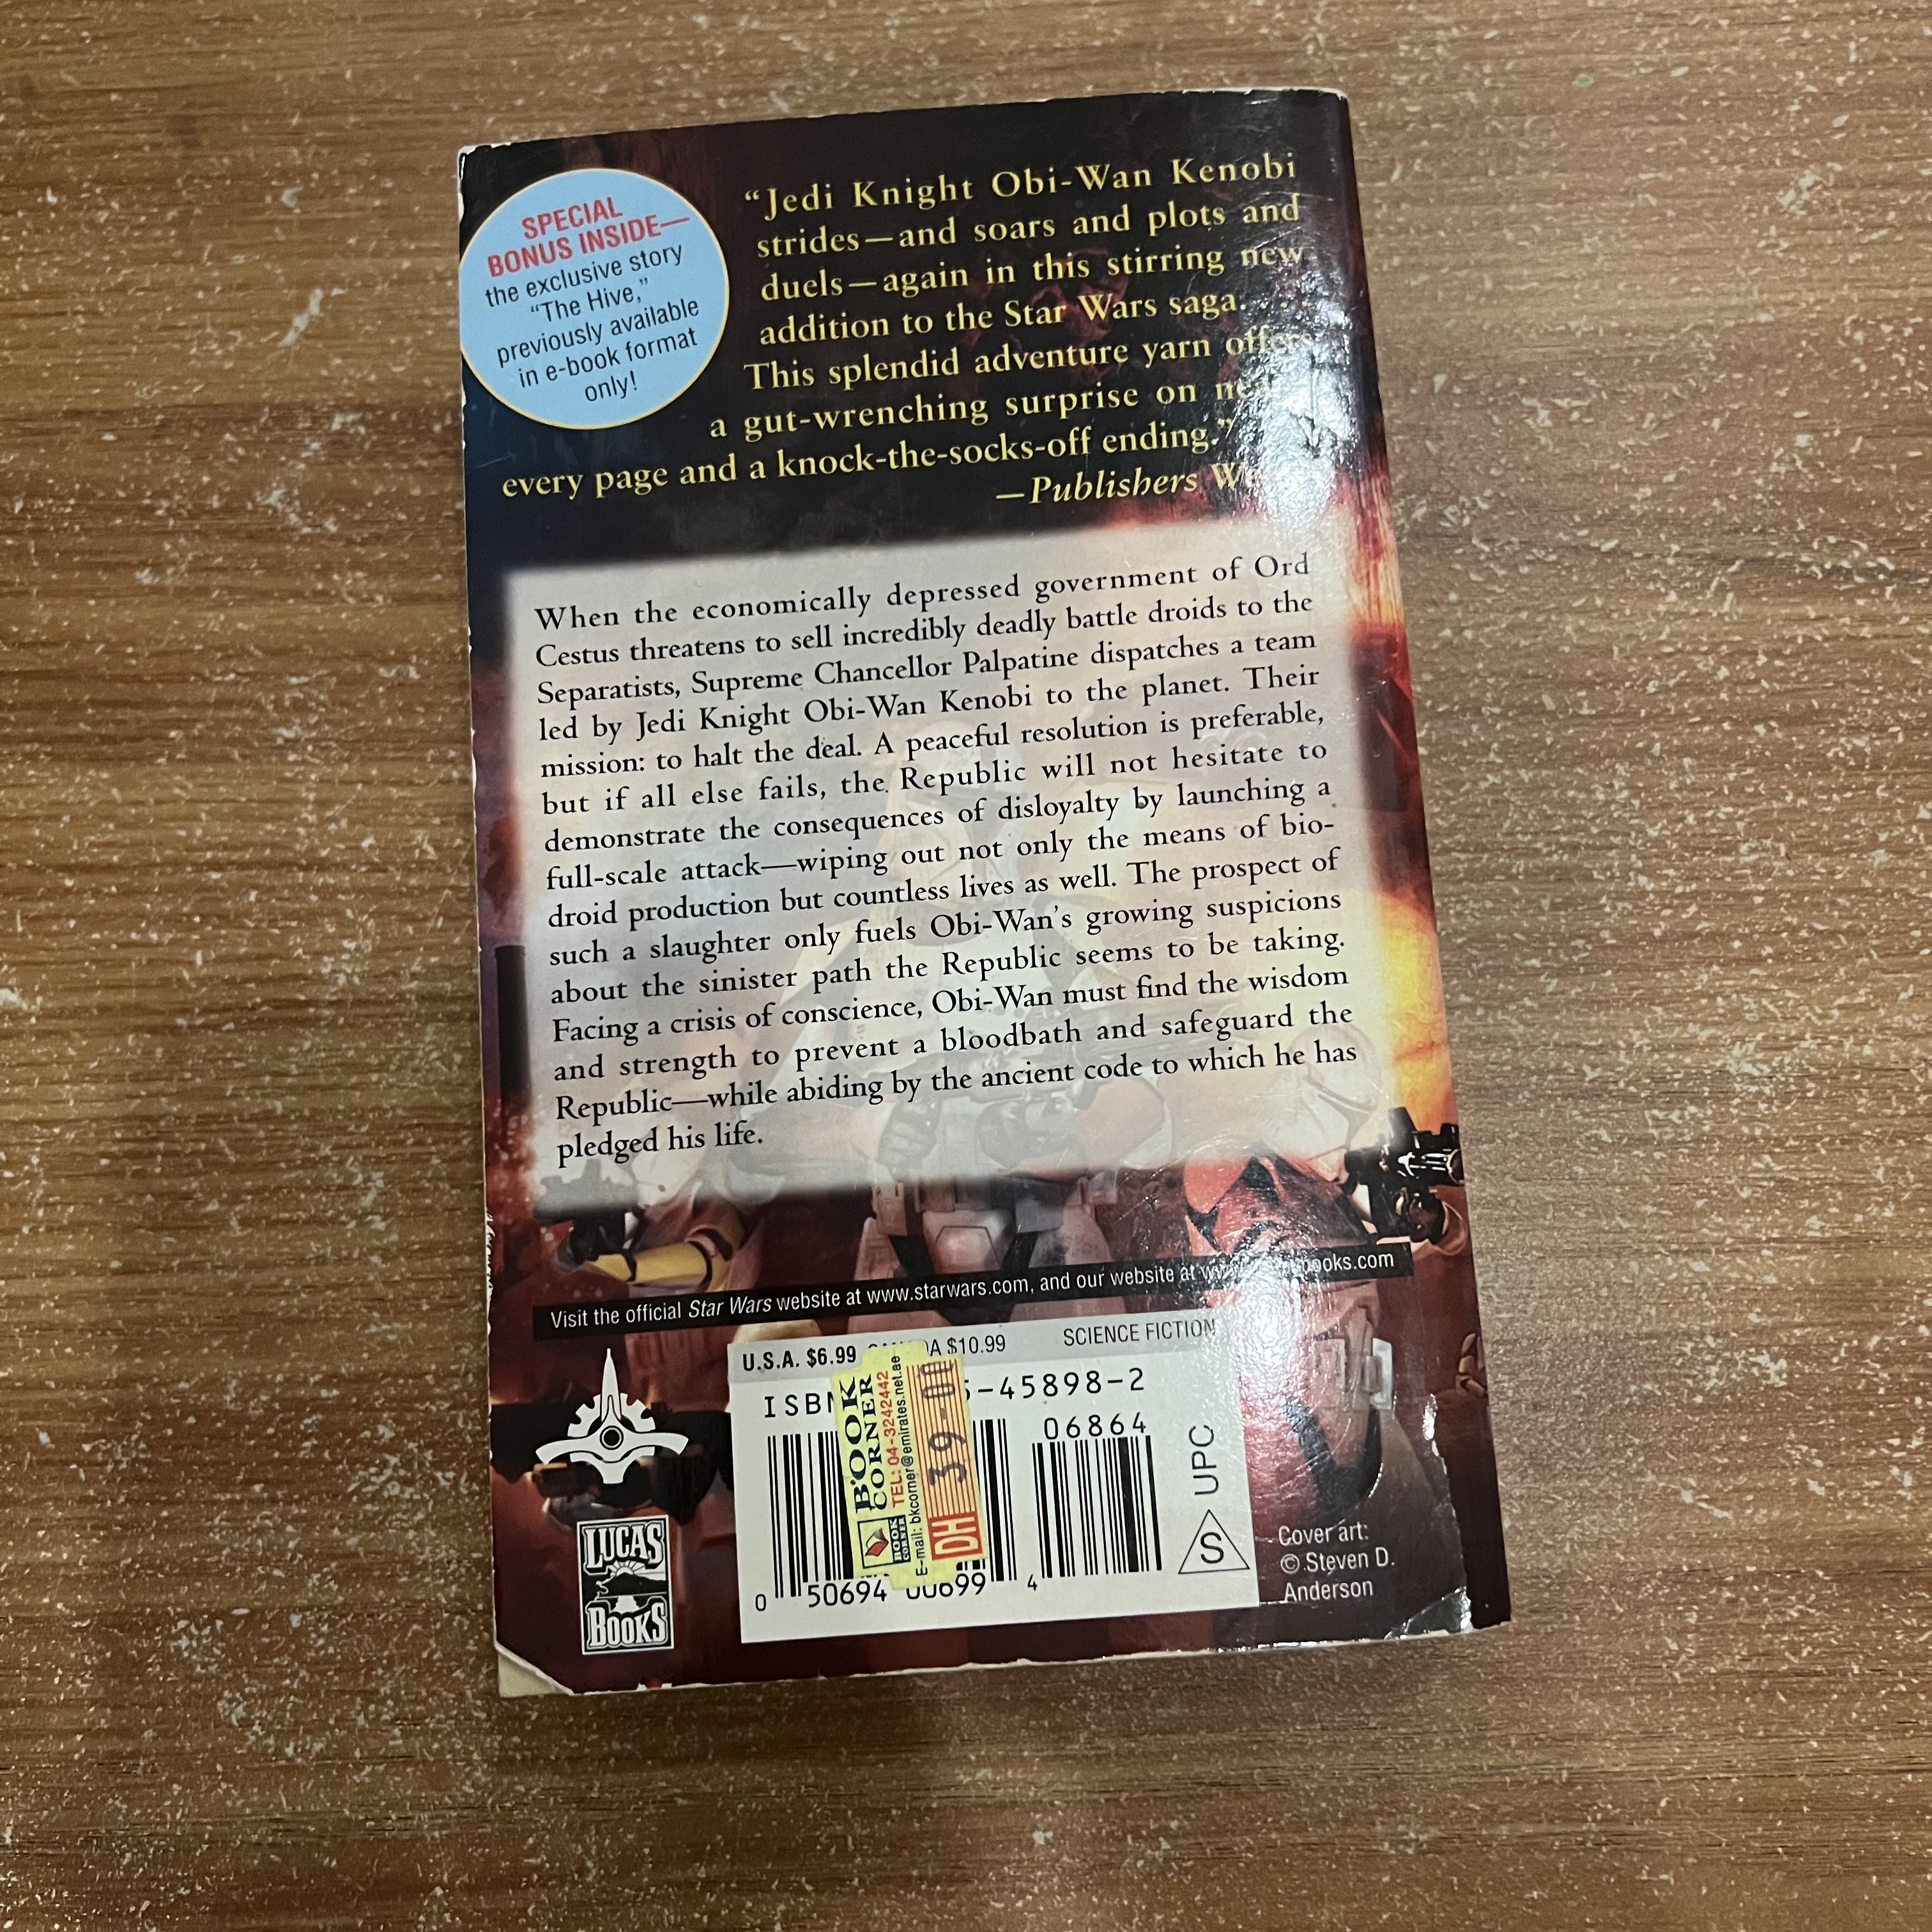 SPECIAL
BONUS INSIDE—
the exclusive story
“The Hive,”
previously available
in e-book format
only!
“Jedi Knight Obi-Wan Kenobi
strides—and soars and plots and
duels—again in this stirring new
addition to the Star Wars saga. . . .
This splendid adventure yarn offers
a gut-wrenching surprise on
every page and a knock-the-socks-off ending.”
—Publishers
When the economically depressed government of Ord
Cestus threatens to sell incredibly deadly battle droids to the
Separatists, Supreme Chancellor Palpatine dispatches a team
led by Jedi Knight Obi-Wan Kenobi to the planet. Their
mission: to halt the deal. A peaceful resolution is preferable,
but if all else fails, the Republic will not hesitate to
demonstrate the consequences of disloyalty by launching a
full-scale attack—wiping out not only the means of bio-
droid production but countless lives as well. The prospect of
such a slaughter only fuels Obi-Wan’s growing suspicions
about the sinister path the Republic seems to be taking.
Facing a crisis of conscience, Obi-Wan must find the wisdom
and strength to prevent a bloodbath and safeguard the
Republic—while abiding by the ancient code to which he has
pledged his life.
Visit the official Star Wars website at www.starwars.com, and our website at
U.S.A. $6.99 $10.99 SCIENCE FICTION
ISBN -45898-2
06864
BOOK
CORNER
TEL: 04-3242442
E-mail: bkcorner@emirates.net.ae
BOOK
CORNER
DH 39-00
UPC
S
0 50694 00699 4
LUCAS
BOOKS
Cover art:
© Steven D.
Anderson